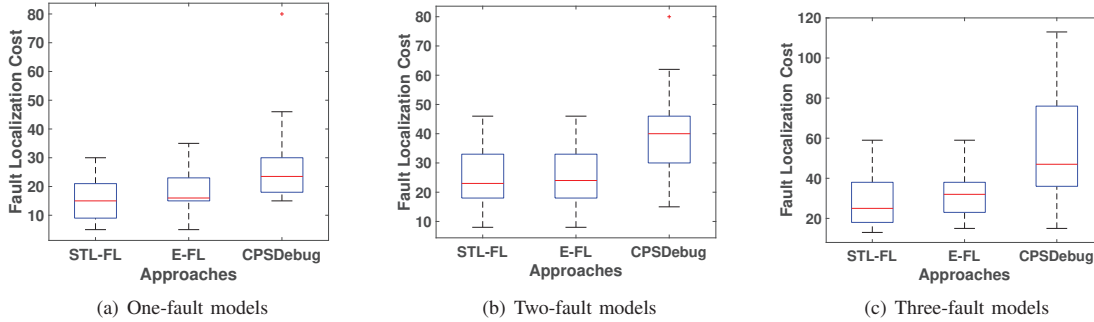 80
70
60
50
40
30
20
10
Fault Localization Cost
STL-FL E-FL CPSDebug
Approaches
(a) One-fault models
80
70
60
50
40
30
20
10
Fault Localization Cost
STL-FL E-FL CPSDebug
Approaches
(b) Two-fault models
120
100
80
60
40
20
Fault Localization Cost
STL-FL E-FL CPSDebug
Approaches
(c) Three-fault models